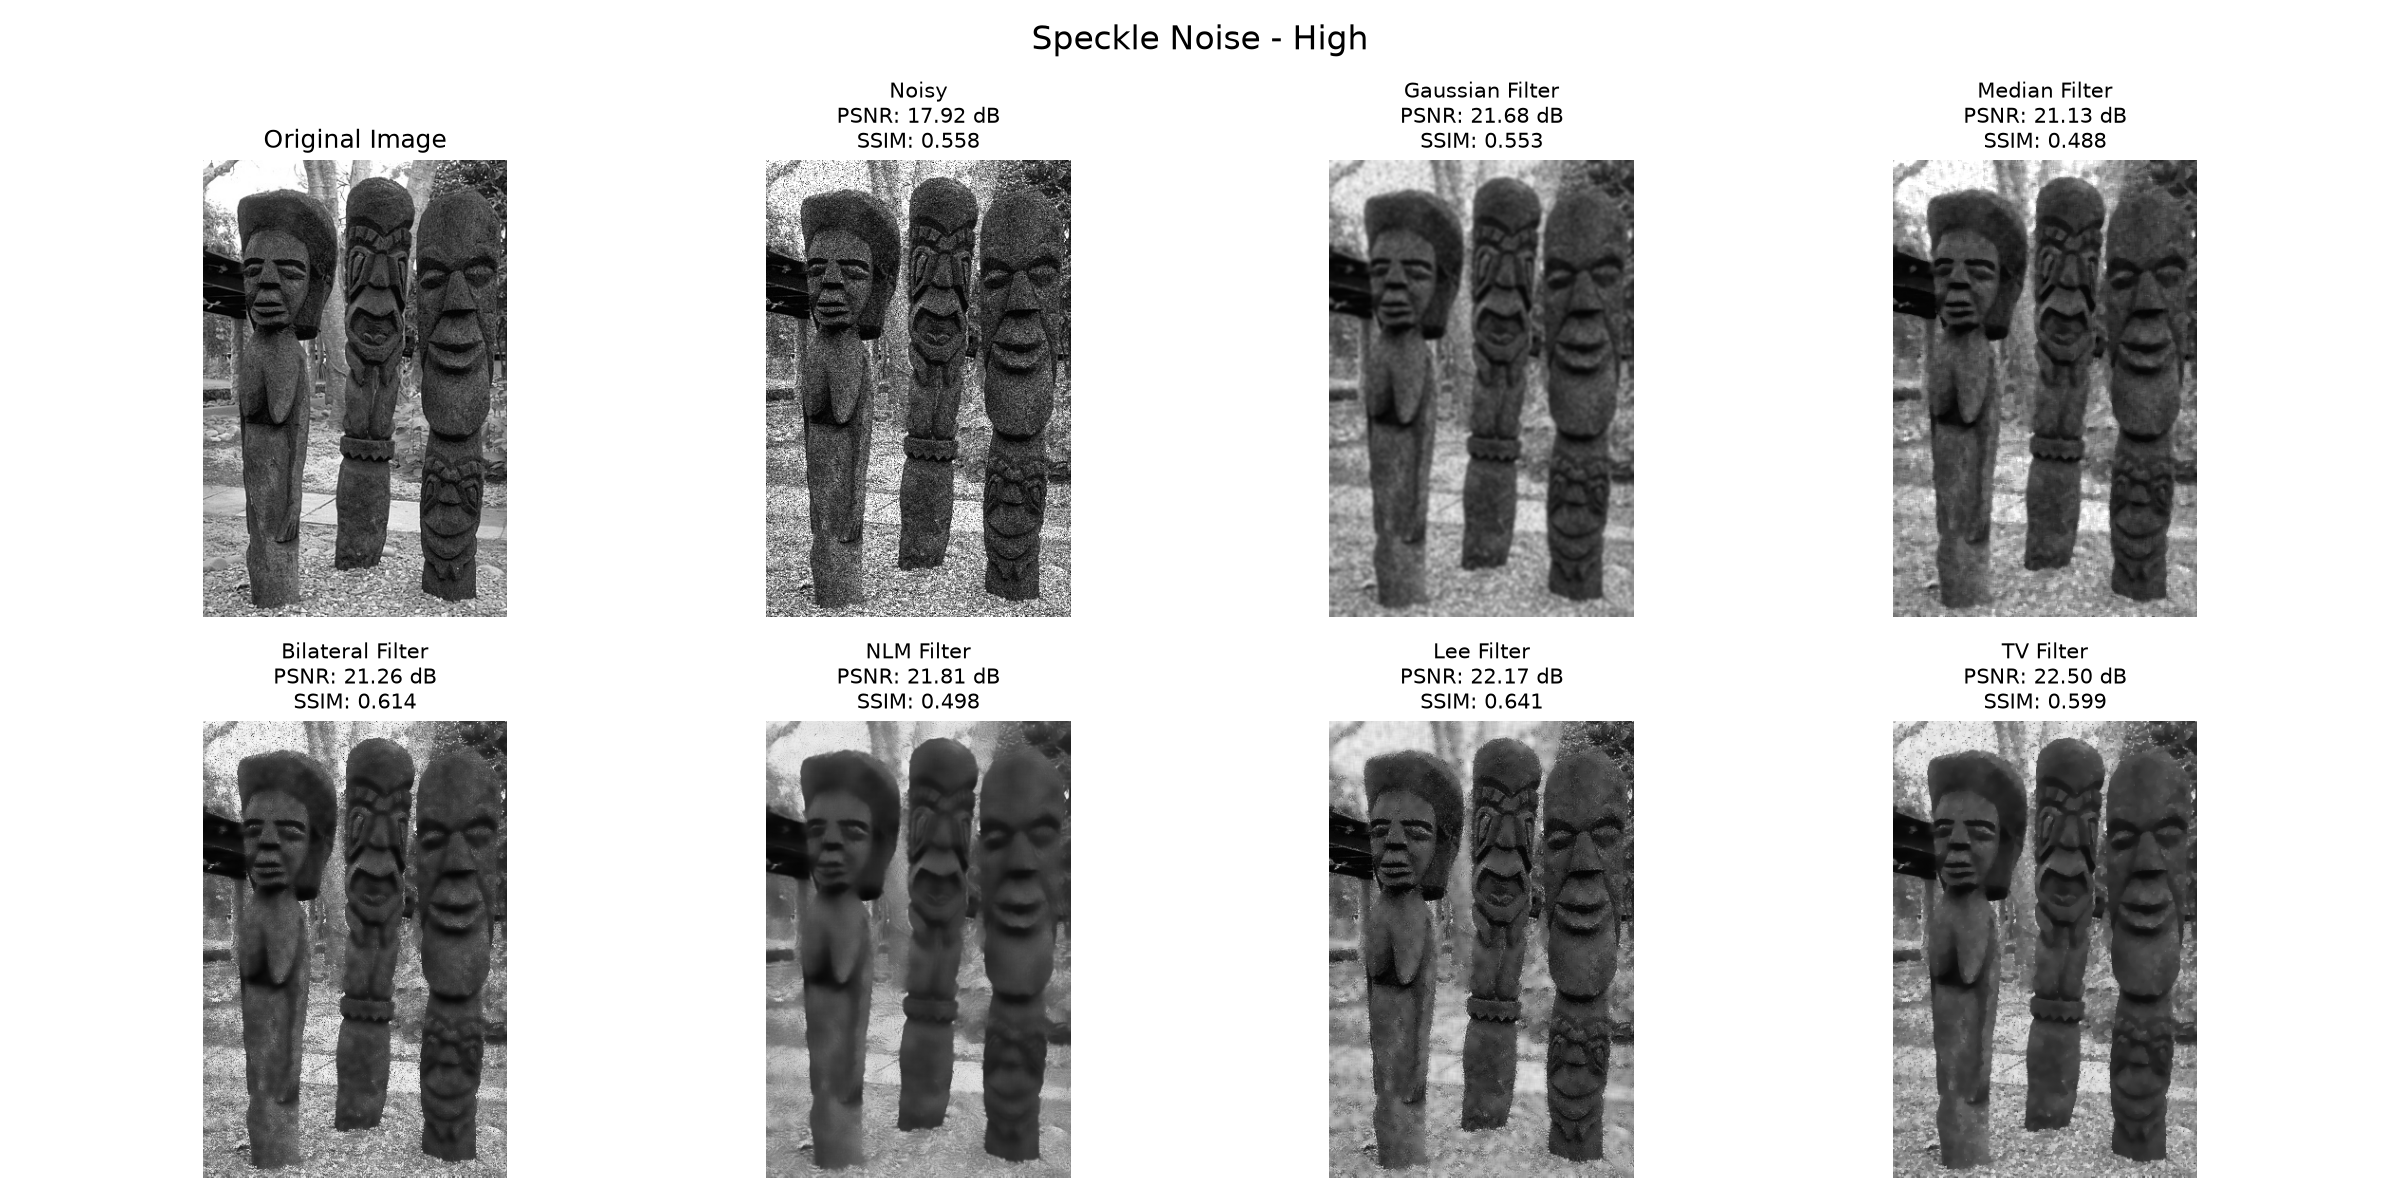 Speckle Noise - High
Original Image
Noisy
PSNR: 17.92 dB
SSIM: 0.558
Gaussian Filter
PSNR: 21.68 dB
SSIM: 0.553
Median Filter
PSNR: 21.13 dB
SSIM: 0.488
Bilateral Filter
PSNR: 21.26 dB
SSIM: 0.614
NLM Filter
PSNR: 21.81 dB
SSIM: 0.498
Lee Filter
PSNR: 22.17 dB
SSIM: 0.641
TV Filter
PSNR: 22.50 dB
SSIM: 0.599